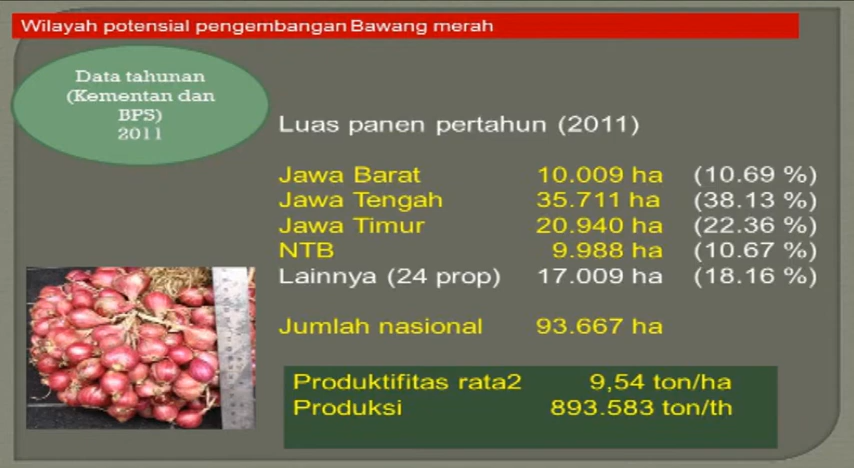 Wilayah potensial pengembangan Bawang merah
Data tahunan
(Kementan dan
BPS)
2011
Luas panen pertahun (2011)
Jawa Barat 10.009 ha (10.69 %)
Jawa Tengah 35.711 ha (38.13 %)
Jawa Timur 20.940 ha (22.36 %)
NTB 9.988 ha (10.67 %)
Lainnya (24 prop) 17.009 ha (18.16 %)
Jumlah nasional 93.667 ha
Produktifitas rata2 9,54 ton/ha
Produksi 893.583 ton/th